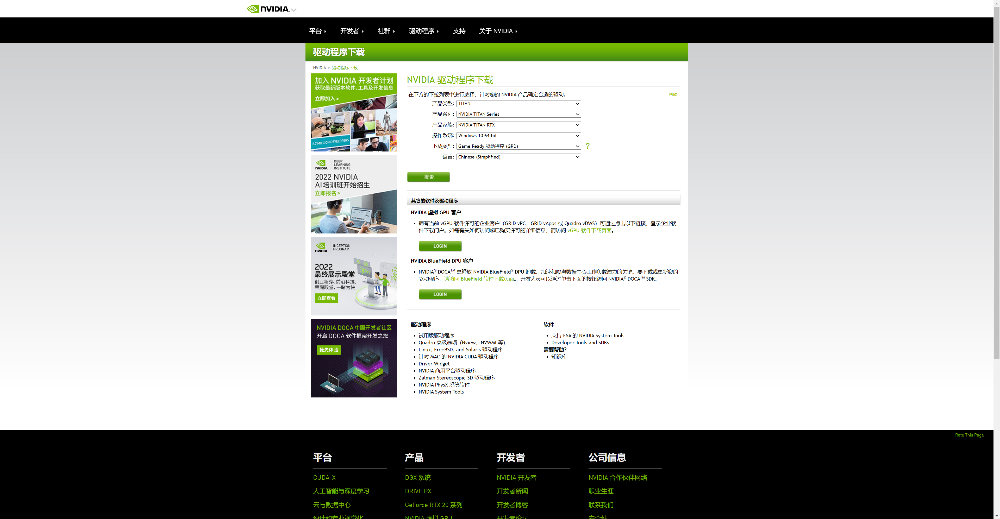 NVIDIA.
平台
开发者
社群
驱动程序
支持
关于 NVIDIA
驱动程序下载
NVIDIA > 驱动程序下载
加入 NVIDIA 开发者计划
获取最新版本软件、工具及开发信息
立即加入 >
2.7 MILLION DEVELOPERS
NVIDIA.
DEEP
LEARNING
INSTITUTE
2022 NVIDIA
AI培训班开始招生
立即报名 >
NVIDIA.
INCEPTION
PROGRAM
2022
最终展示殿堂
创业新秀、前沿科技、
荣耀殿堂，一睹为快
立即查看
NVIDIA DOCA 中国开发者社区
开启 DOCA 软件框架开发之旅
抢先体验
NVIDIA 驱动程序下载
在下方的下拉列表中进行选择，针对您的 NVIDIA 产品确定合适的驱动。
帮助
产品类型: TITAN
产品系列: NVIDIA TITAN Series
产品家族: NVIDIA TITAN RTX
操作系统: Windows 10 64-bit
下载类型: Game Ready 驱动程序 (GRD) ?
语言: Chinese (Simplified)
搜索
其它的软件及驱动程序
NVIDIA 虚拟 GPU 客户
• 拥有当前 vGPU 软件许可的企业客户（GRID vPC、GRID vApps 或 Quadro vDWS）可通过点击以下链接，登录企业软
件下载门户。如需有关如何访问您已购买许可的详细信息，请访问 vGPU 软件下载页面。
LOGIN
NVIDIA BlueField DPU 客户
• NVIDIA® DOCA™ 是释放 NVIDIA BlueField® DPU 卸载、加速和隔离数据中心工作负载潜力的关键。要下载或更新您的
驱动程序，请访问 BlueField 软件下载页面。 开发人员可以通过单击下面的按钮访问 NVIDIA® DOCA™ SDK。
LOGIN
驱动程序
• 试用版驱动程序
• Quadro 高级选项（Nview、NVWMI 等）
• Linux, FreeBSD, and Solaris 驱动程序
• 针对 MAC 的 NVIDIA CUDA 驱动程序
• Driver Widget
• NVIDIA 商用平台驱动程序
• Zalman Stereoscopic 3D 驱动程序
• NVIDIA PhysX 系统软件
• NVIDIA System Tools
软件
• 支持 ESA 的 NVIDIA System Tools
• Developer Tools and SDKs
需要帮助?
• 知识库
Rate This Page
平台
CUDA-X
人工智能与深度学习
云与数据中心
设计和专业视觉化
产品
DGX 系统
DRIVE PX
GeForce RTX 20 系列
NVIDIA 虚拟 GPU
开发者
NVIDIA 开发者
开发者新闻
开发者博客
开发者论坛
公司信息
NVIDIA 合作伙伴网络
职业生涯
联系我们
安全性